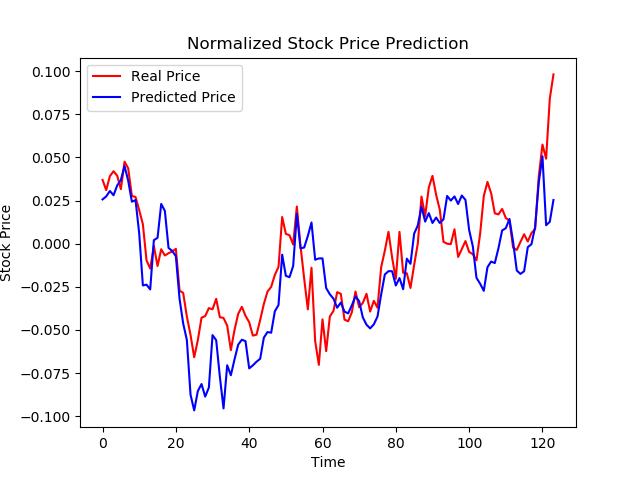 Normalized Stock Price Prediction
Real Price
Predicted Price
0.100
0.075
0.050
0.025
0.000
−0.025
−0.050
−0.075
−0.100
Stock Price
0 20 40 60 80 100 120
Time